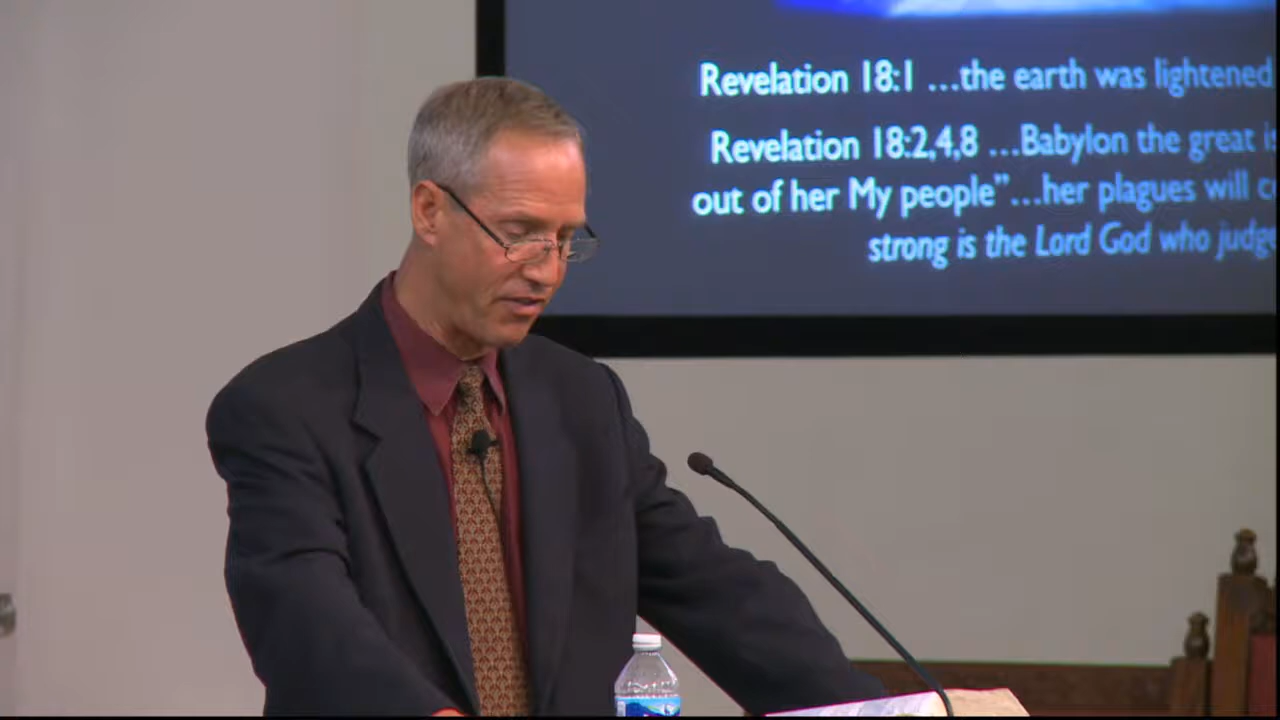 Revelation 18:1 ...the earth was lightened
Revelation 18:2,4,8 ...Babylon the great
out of her My people”...her plagues will
strong is the Lord God who